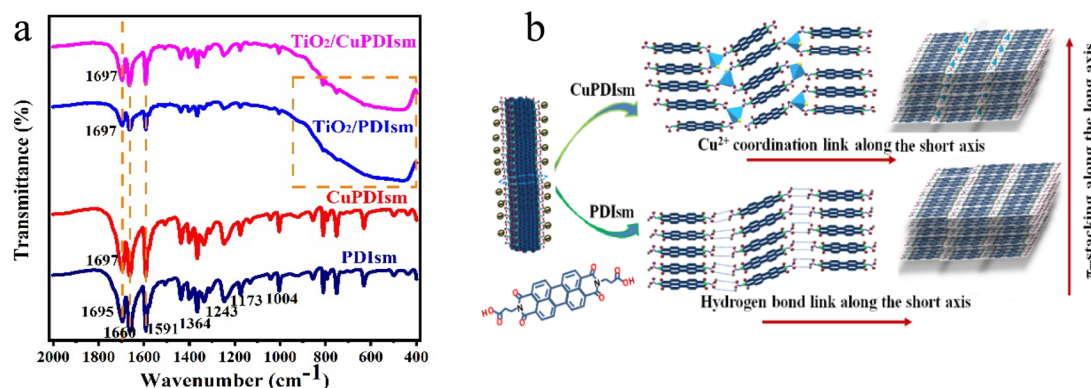 a
TiO₂/CuPDIsm
1697
TiO₂/PDIsm
1697
CuPDIsm
1697
PDIsm
1695
1660
1591
1364
1243
1173
1004
Transmittance (%)
2000 1800 1600 1400 1200 1000 800 600 400
Wavenumber (cm⁻¹)
b
CuPDIsm
Cu²⁺ coordination link along the short axis
PDIsm
Hydrogen bond link along the short axis
π-stacking along the long axis
HO
O
O
N
O
O
N
O
O
OH